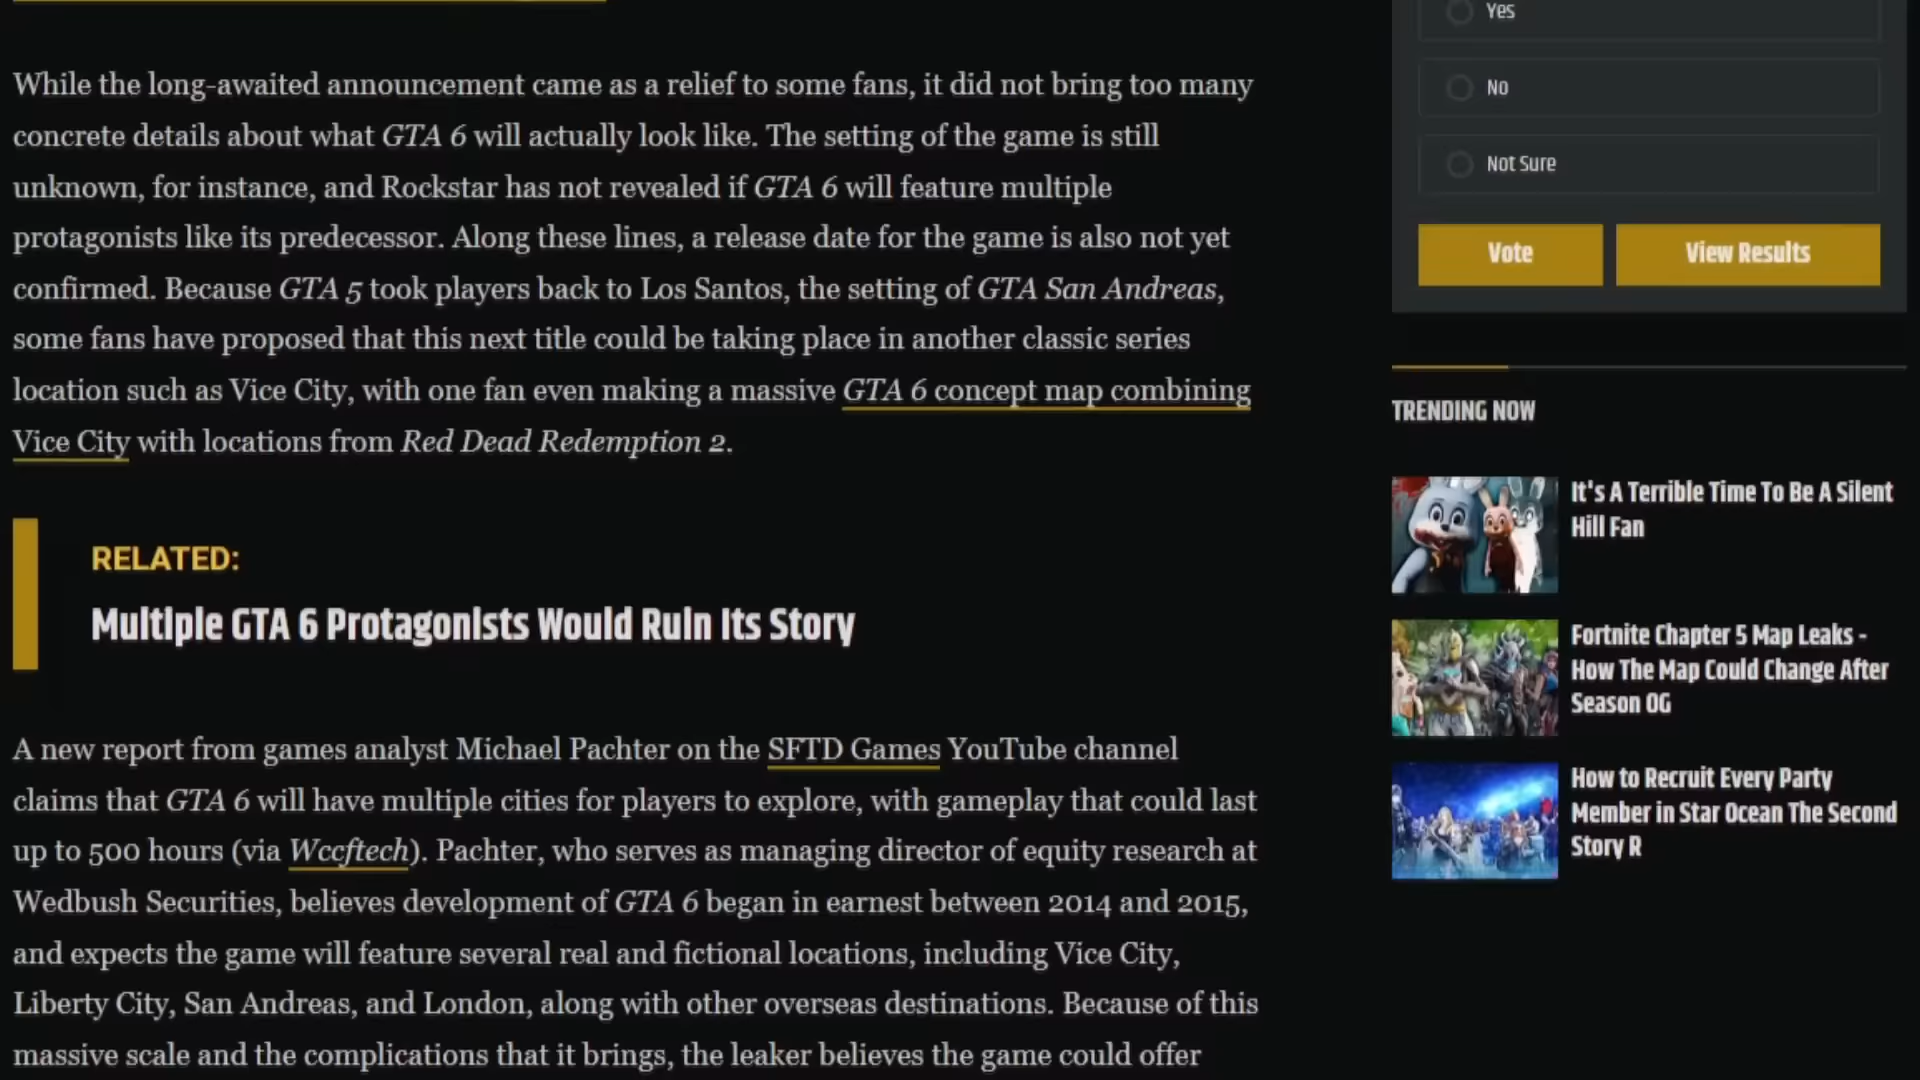 While the long-awaited announcement came as a relief to some fans, it did not bring too many
concrete details about what GTA 6 will actually look like. The setting of the game is still
unknown, for instance, and Rockstar has not revealed if GTA 6 will feature multiple
protagonists like its predecessor. Along these lines, a release date for the game is also not yet
confirmed. Because GTA 5 took players back to Los Santos, the setting of GTA San Andreas,
some fans have proposed that this next title could be taking place in another classic series
location such as Vice City, with one fan even making a massive GTA 6 concept map combining
Vice City with locations from Red Dead Redemption 2.
RELATED:
Multiple GTA 6 Protagonists Would Ruin Its Story
A new report from games analyst Michael Pachter on the SFTD Games YouTube channel
claims that GTA 6 will have multiple cities for players to explore, with gameplay that could last
up to 500 hours (via Wccftech). Pachter, who serves as managing director of equity research at
Wedbush Securities, believes development of GTA 6 began in earnest between 2014 and 2015,
and expects the game will feature several real and fictional locations, including Vice City,
Liberty City, San Andreas, and London, along with other overseas destinations. Because of this
massive scale and the complications that it brings, the leaker believes the game could offer
Yes
No
Not Sure
Vote
View Results
TRENDING NOW
It's A Terrible Time To Be A Silent
Hill Fan
Fortnite Chapter 5 Map Leaks -
How The Map Could Change After
Season OG
How to Recruit Every Party
Member in Star Ocean The Second
Story R